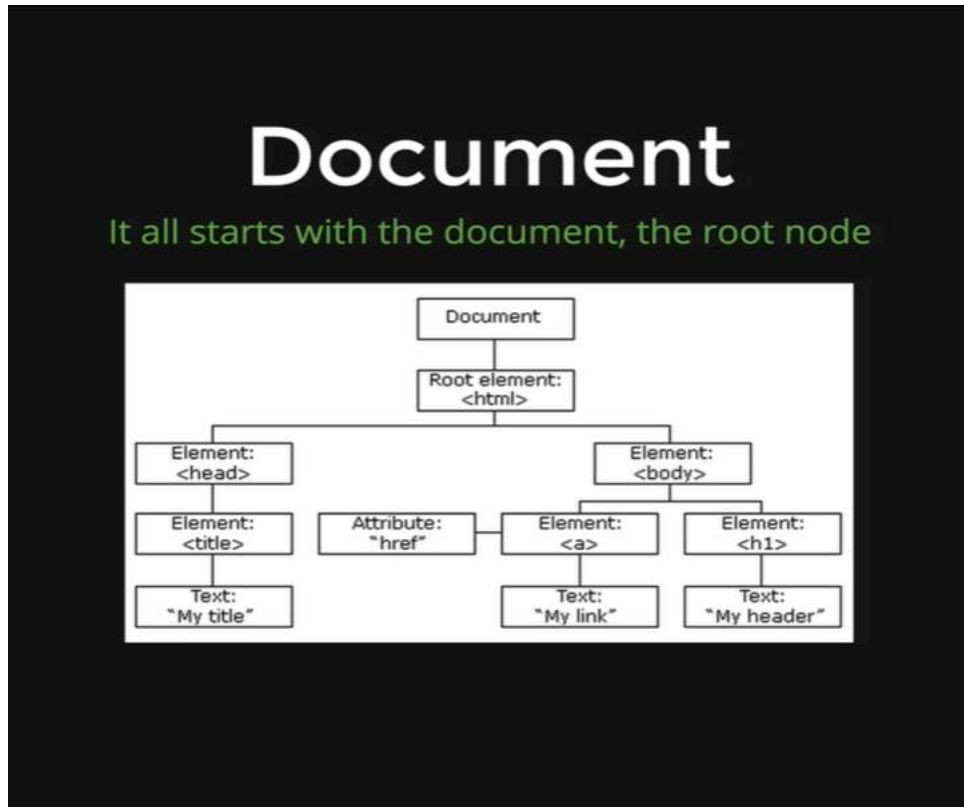 Document
It all starts with the document, the root node
Document
Root element:
<html>
Element:
<head>
Element:
<body>
Element:
<title>
Attribute:
“href”
Element:
<a>
Element:
<h1>
Text:
“My title”
Text:
“My link”
Text:
“My header”